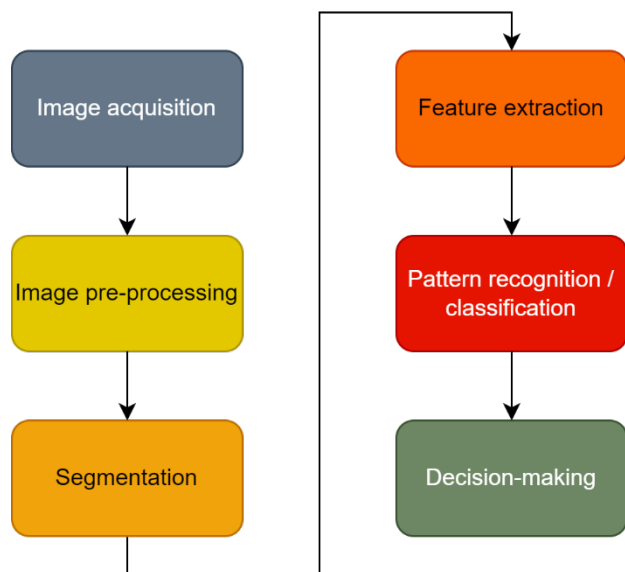 Image acquisition
Image pre-processing
Segmentation
Feature extraction
Pattern recognition /
classification
Decision-making